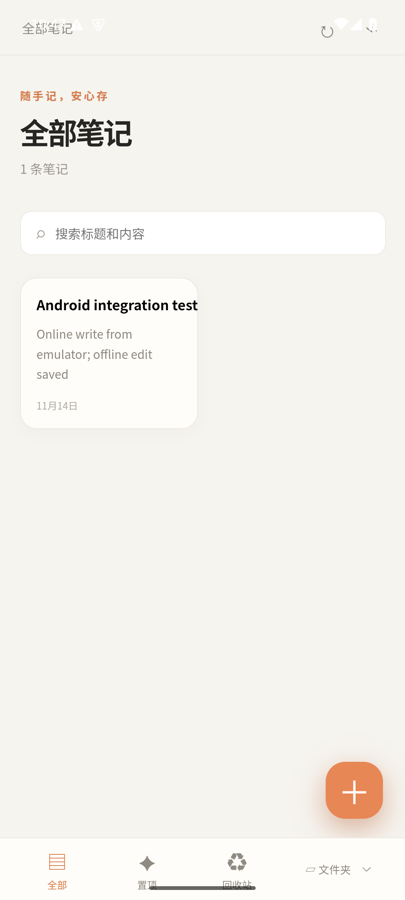 全部笔记
随手记，安心存
全部笔记
1 条笔记
搜索标题和内容
Android integration test
Online write from
emulator; offline edit
saved
11月14日
全部
置顶
回收站
文件夹